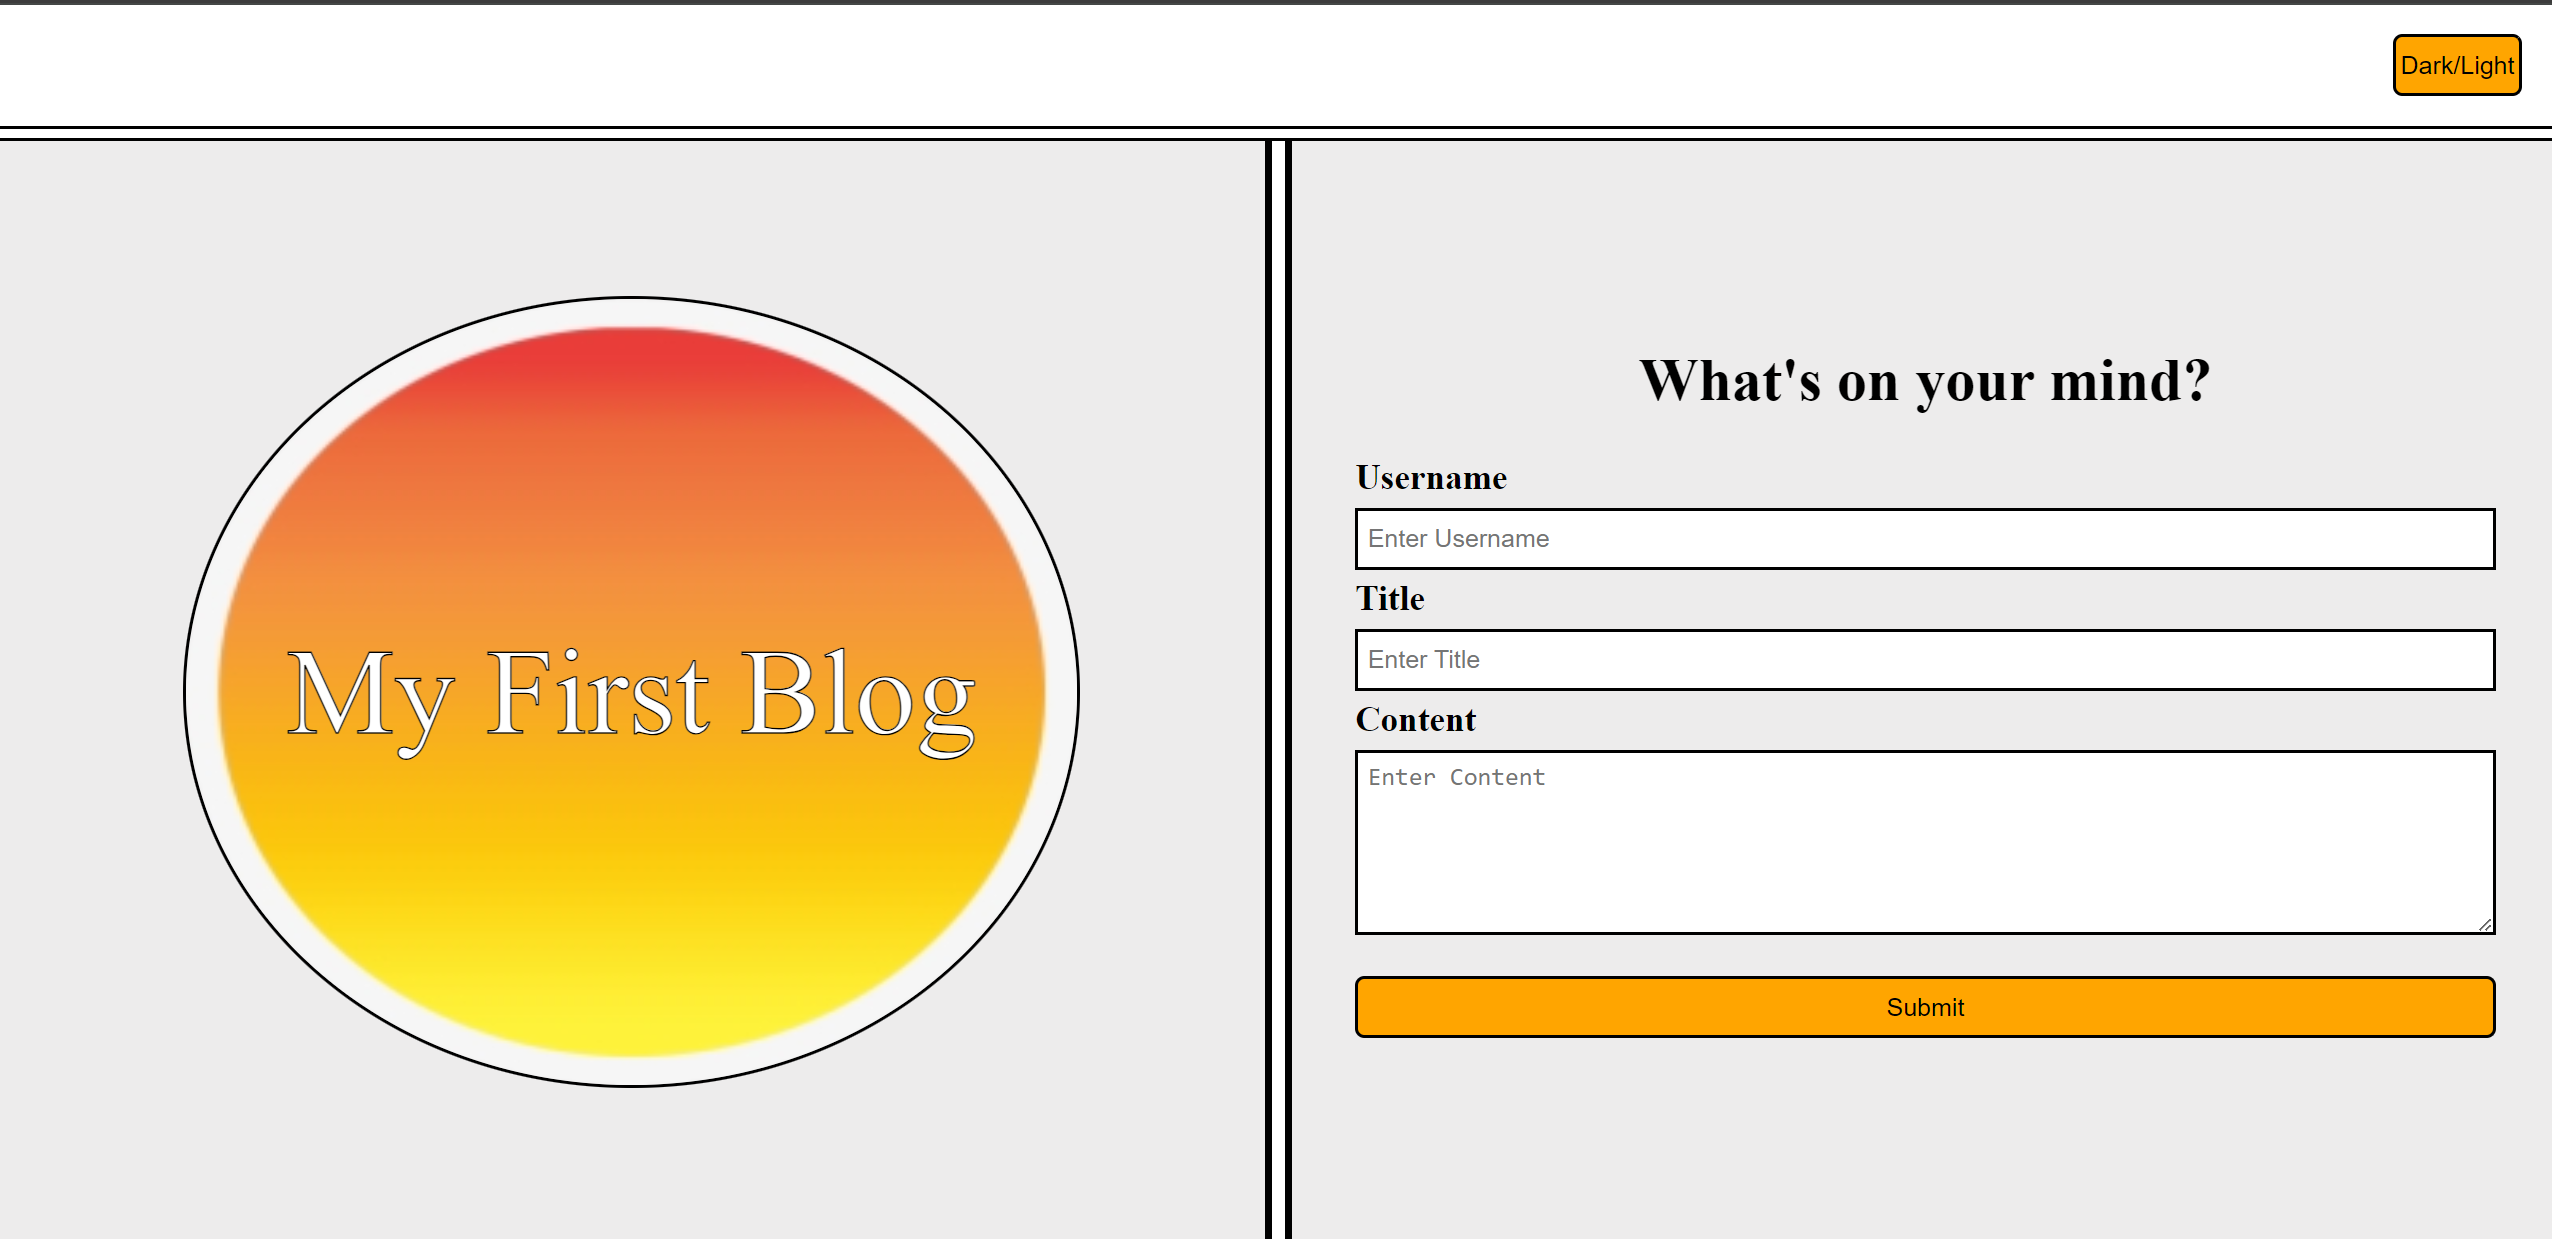 Dark/Light
My First Blog
What's on your mind?
Username
Enter Username
Title
Enter Title
Content
Enter Content
Submit